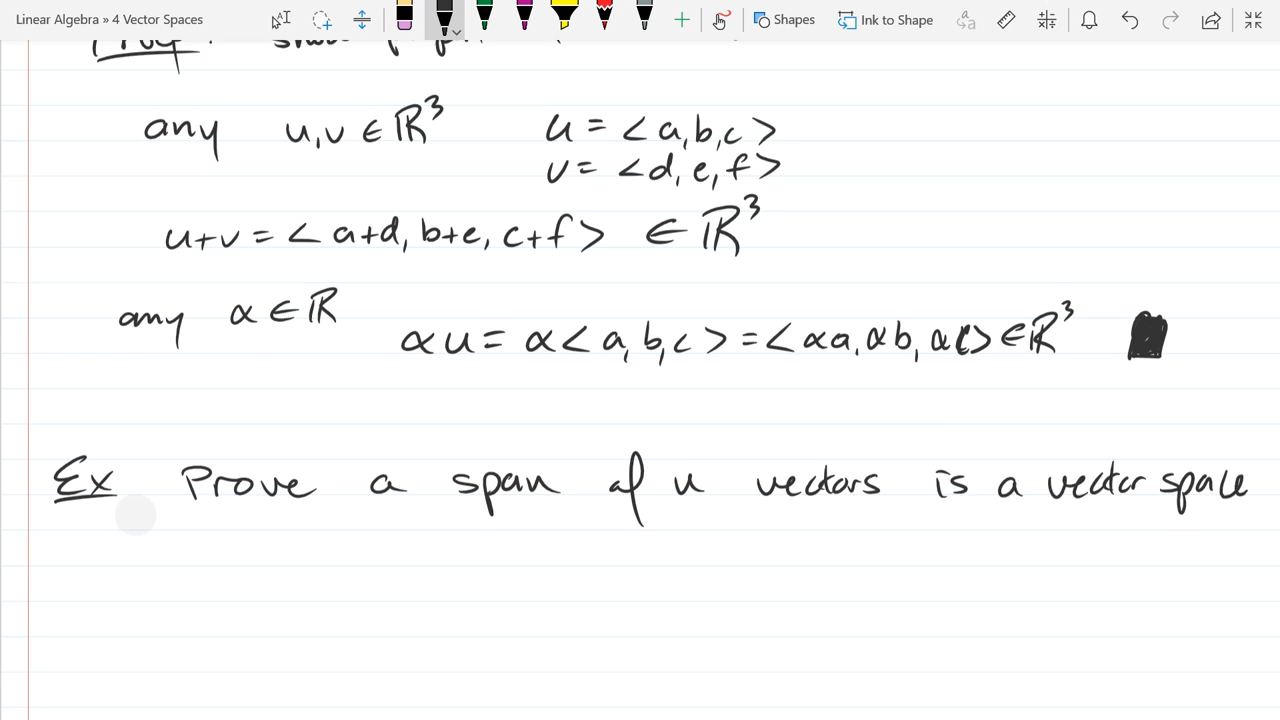 Linear Algebra » 4 Vector Spaces
Shapes
Ink to Shape
any u,v ∈ ℝ³ u = <a,b,c>
v = <d,e,f>
u+v = <a+d, b+e, c+f> ∈ ℝ³
any α ∈ ℝ
αu = α<a,b,c> = <αa, αb, αc> ∈ ℝ³
Ex Prove a span of n vectors is a vector space